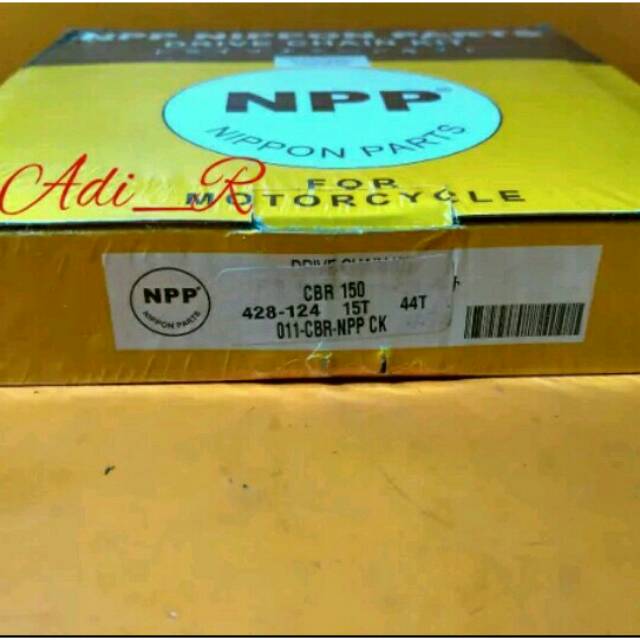 NPP NIPPON PARTS
DRIVE CHAIN KIT
NPP
NIPPON PARTS
FOR
MOTORCYCLE
Adi_R
NPP
NIPPON PARTS
CBR 150
428-124 15T 44T
011-CBR-NPP CK